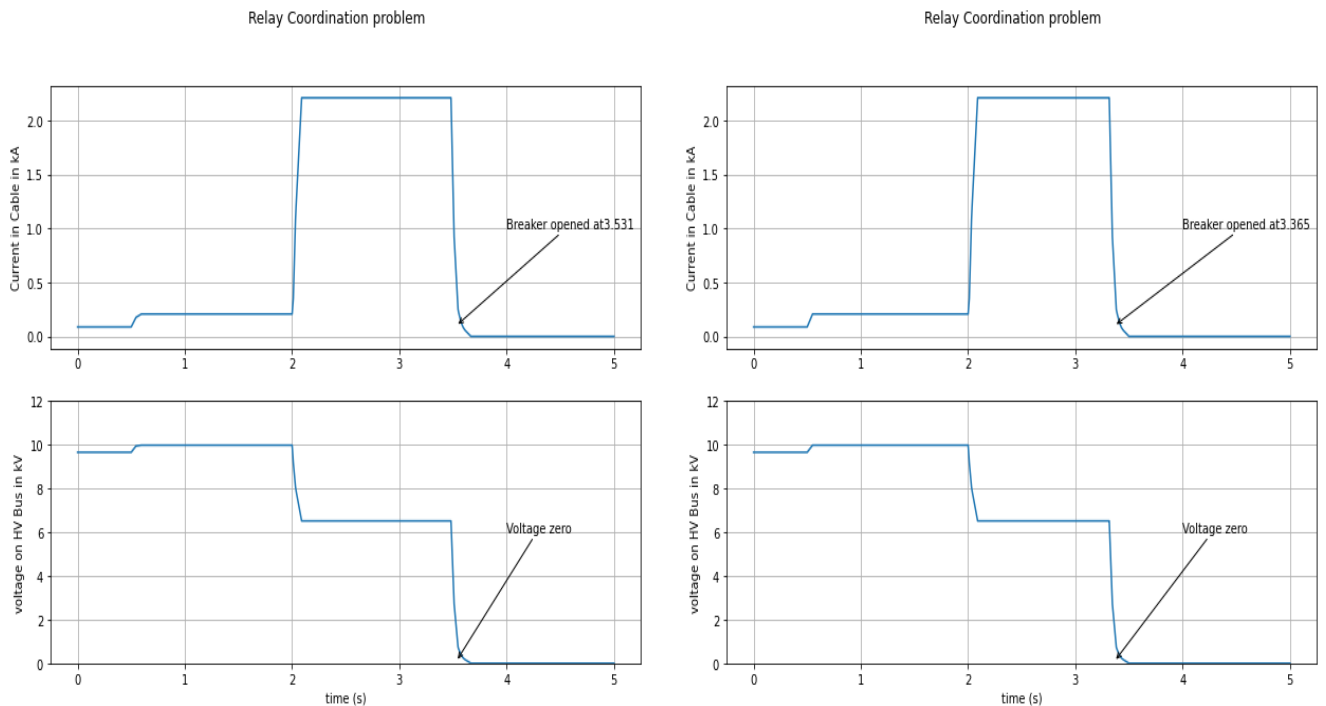 Relay Coordination problem
Current in Cable in kA
2.0
1.5
1.0
0.5
0.0
Breaker opened at3.531
0 1 2 3 4 5
voltage on HV Bus in kV
12
10
8
6
4
2
0
Voltage zero
0 1 2 3 4 5
time (s)
Relay Coordination problem
Current in Cable in kA
2.0
1.5
1.0
0.5
0.0
Breaker opened at3.365
0 1 2 3 4 5
voltage on HV Bus in kV
12
10
8
6
4
2
0
Voltage zero
0 1 2 3 4 5
time (s)